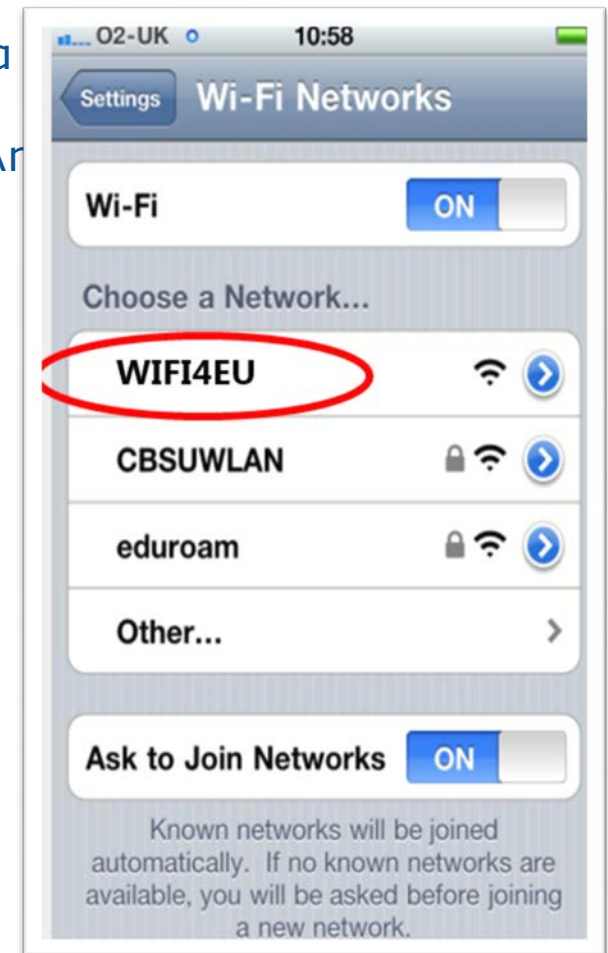 O2-UK 10:58
Settings Wi-Fi Networks
Wi-Fi ON
Choose a Network...
WIFI4EU
CBSUWLAN
eduroam
Other...
Ask to Join Networks ON
Known networks will be joined
automatically. If no known networks are
available, you will be asked before joining
a new network.